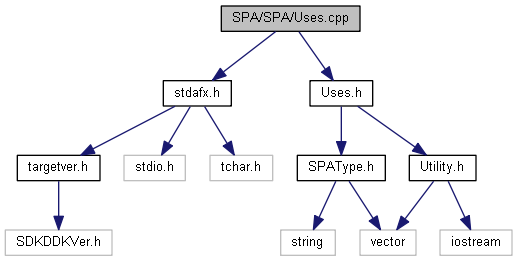 SPA/SPA/Uses.cpp
stdafx.h
Uses.h
targetver.h
stdio.h
tchar.h
SPAType.h
Utility.h
SDKDDKVer.h
string
vector
iostream